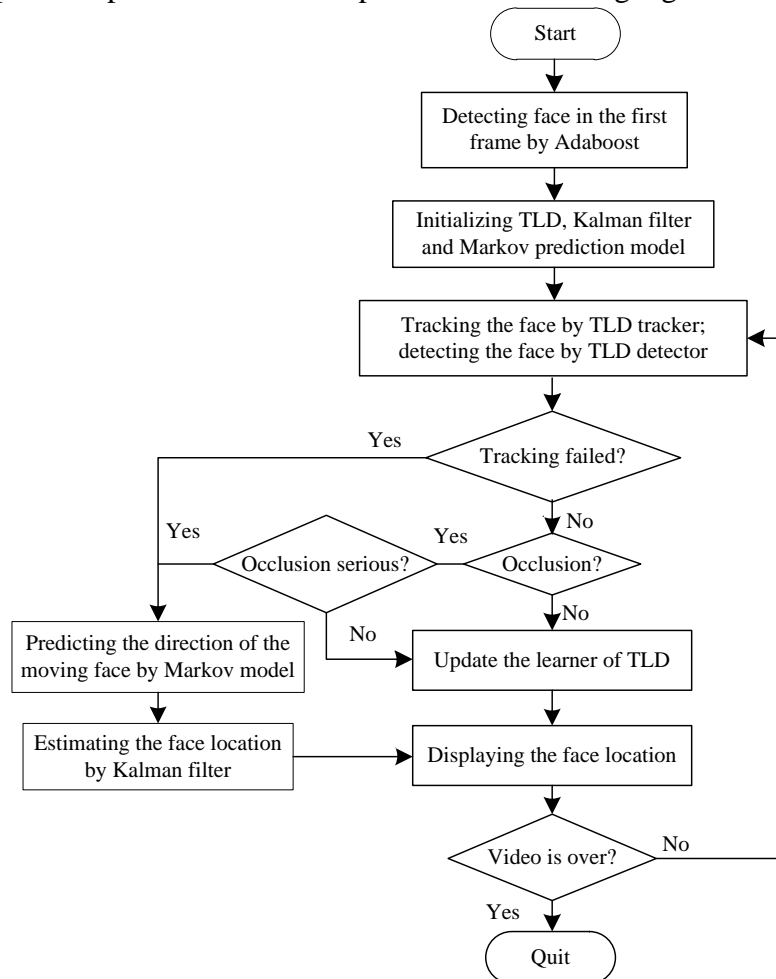 Start
Detecting face in the first
frame by Adaboost
Initializing TLD, Kalman filter
and Markov prediction model
Tracking the face by TLD tracker;
detecting the face by TLD detector
Yes
Tracking failed?
No
Yes
Occlusion serious?
Yes
Occlusion?
No
No
Predicting the direction of the
moving face by Markov model
Update the learner of TLD
Estimating the face location
by Kalman filter
Displaying the face location
Video is over?
No
Yes
Quit